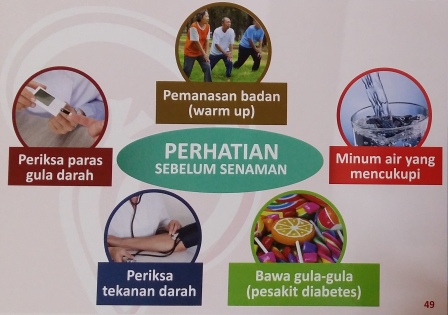 Pemanasan badan
(warm up)
Periksa paras
gula darah
PERHATIAN
SEBELUM SENAMAN
Minum air yang
mencukupi
Periksa
tekanan darah
Bawa gula-gula
(pesakit diabetes)
49